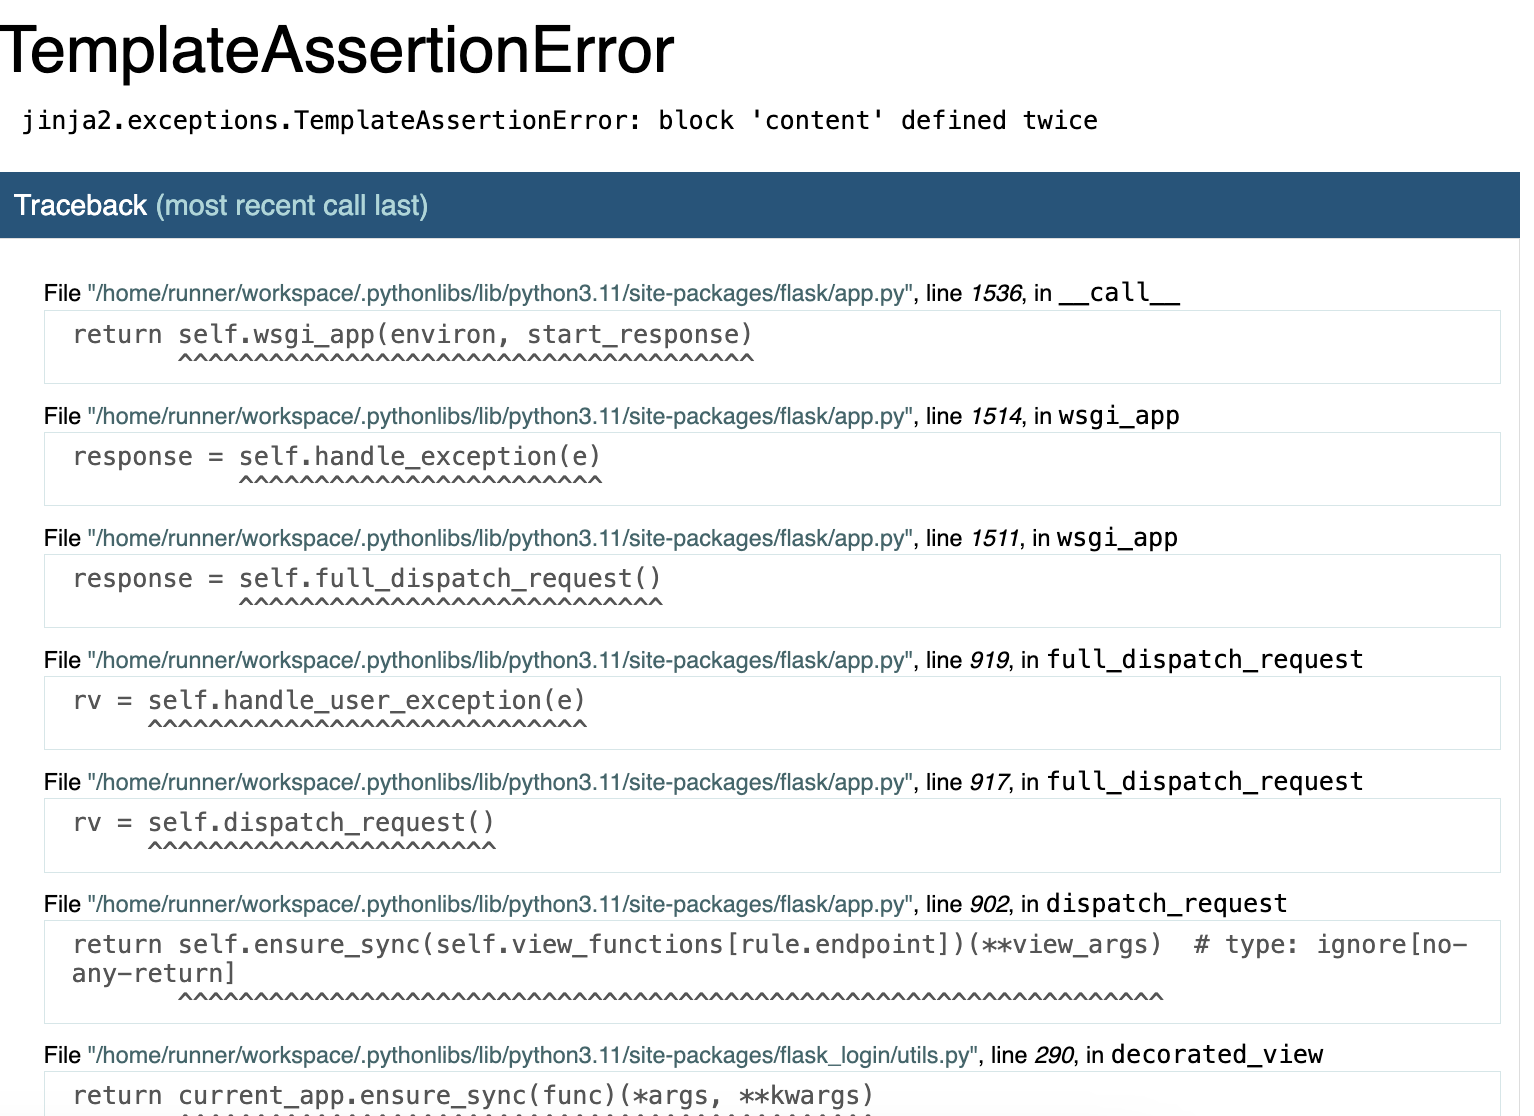 TemplateAssertionError
jinja2.exceptions.TemplateAssertionError: block 'content' defined twice
Traceback (most recent call last)
File "/home/runner/workspace/.pythonlibs/lib/python3.11/site-packages/flask/app.py", line 1536, in __call__
return self.wsgi_app(environ, start_response)
^^^^^^^^^^^^^^^^^^^^^^^^^^^^^^^^^^^^^^
File "/home/runner/workspace/.pythonlibs/lib/python3.11/site-packages/flask/app.py", line 1514, in wsgi_app
response = self.handle_exception(e)
^^^^^^^^^^^^^^^^^^^^^^^^
File "/home/runner/workspace/.pythonlibs/lib/python3.11/site-packages/flask/app.py", line 1511, in wsgi_app
response = self.full_dispatch_request()
^^^^^^^^^^^^^^^^^^^^^^^^^^^^
File "/home/runner/workspace/.pythonlibs/lib/python3.11/site-packages/flask/app.py", line 919, in full_dispatch_request
rv = self.handle_user_exception(e)
^^^^^^^^^^^^^^^^^^^^^^^^^^^^^
File "/home/runner/workspace/.pythonlibs/lib/python3.11/site-packages/flask/app.py", line 917, in full_dispatch_request
rv = self.dispatch_request()
^^^^^^^^^^^^^^^^^^^^^^^
File "/home/runner/workspace/.pythonlibs/lib/python3.11/site-packages/flask/app.py", line 902, in dispatch_request
return self.ensure_sync(self.view_functions[rule.endpoint])(**view_args)  # type: ignore[no-
any-return]
^^^^^^^^^^^^^^^^^^^^^^^^^^^^^^^^^^^^^^^^^^^^^^^^^^^^^^^^^^^^^^^^^
File "/home/runner/workspace/.pythonlibs/lib/python3.11/site-packages/flask_login/utils.py", line 290, in decorated_view
return current_app.ensure_sync(func)(*args, **kwargs)
^^^^^^^^^^^^^^^^^^^^^^^^^^^^^^^^^^^^^^^^^^^^^^